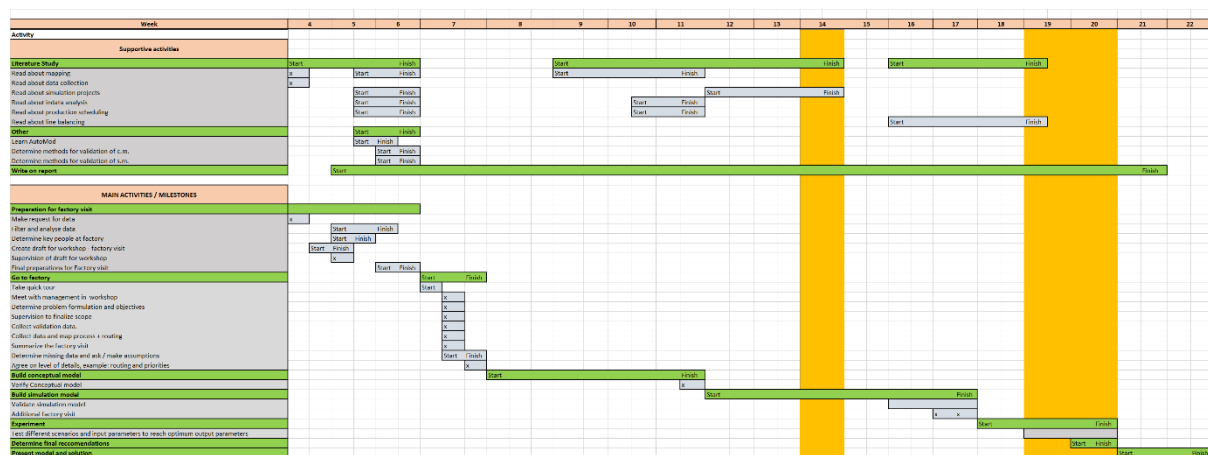 Week 4 5 6 7 8 9 10 11 12 13 14 15 16 17 18 19 20 21 22
Activity
Supportive activities
Literature Study Start Finish Start Finish Start Finish
Read about mapping x Start Finish Start Finish
Read about data collection x
Read about simulation projects Start Finish Start Finish
Read about indata analysis Start Finish Start Finish
Read about production scheduling Start Finish Start Finish
Read about line balancing Start Finish
Other Start Finish
Learn AutoMod Start Finish
Determine methods for validation of c.m. Start Finish
Determine methods for validation of s.m. Start Finish
Write on report Start Finish
MAIN ACTIVITIES / MILESTONES
Preparation for factory visit
Make request for data x
Filter and analyse data Start Finish
Determine key people at factory Start Finish
Create draft for workshop - factory visit Start Finish
Supervision of draft for workshop x
Final preparations for Factory visit Start Finish
Go to factory Start Finish
Take quick tour Start
Meet with management in workshop x
Determine problem formulation and objectives x
Supervision to finalize scope x
Collect validation data. x
Collect data and map process + routing x
Summarize the factory visit x
Determine missing data and ask / make assumptions Start Finish
Agree on level of details, example: routing and priorities x
Build conceptual model Start Finish
Verify Conceptual model x
Build simulation model Start Finish
Validate simulation model
Additional factory visit x x
Experiment Start Finish
Test different scenarios and input parameters to reach optimum output parameters
Determine final reccomendations Start Finish
Present model and solution Start Finish